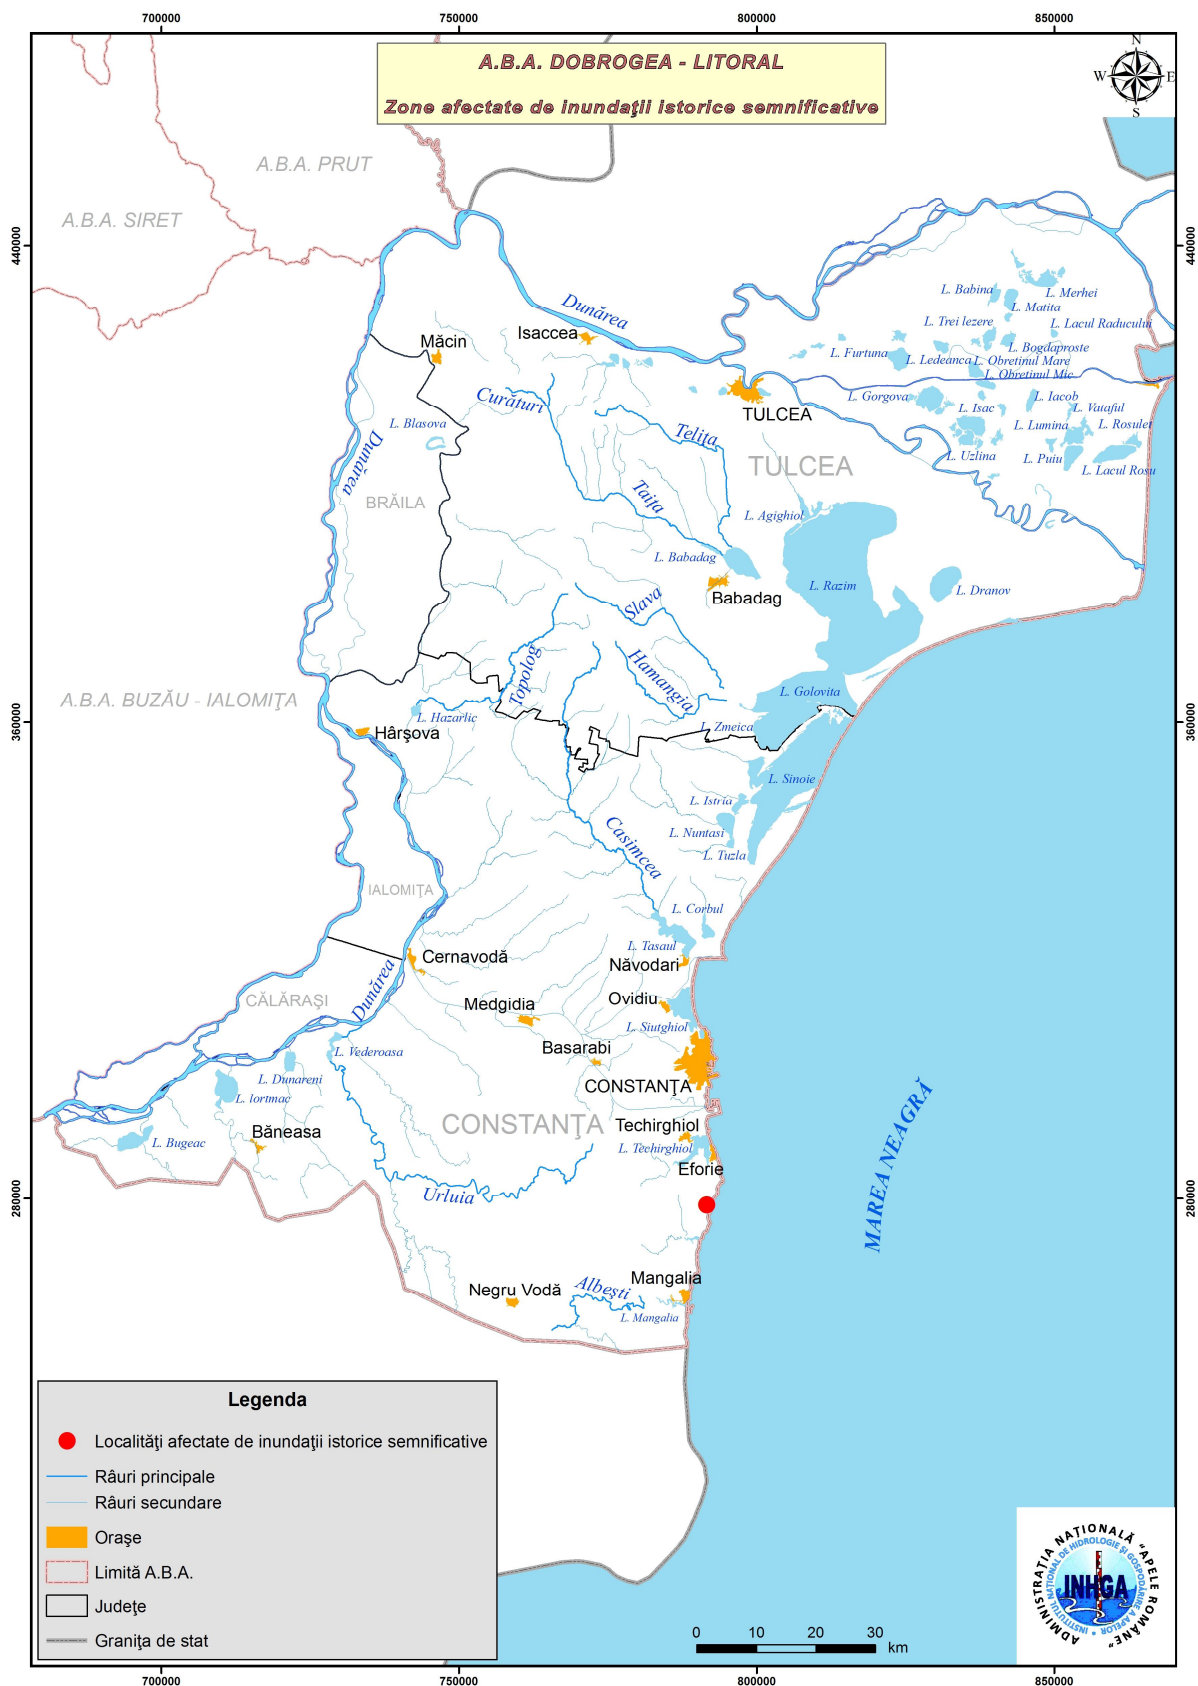 700000
750000
800000
850000
A.B.A. DOBROGEA - LITORAL
Zone afectate de inundaţii istorice semnificative
N
W
E
S
A.B.A. PRUT
A.B.A. SIRET
440000
440000
L. Babina
L. Merhei
L. Matita
Dunărea
L. Trei Iezere
L. Lacul Raducului
Isaccea
Măcin
L. Furtuna
L. Bogdaproste
L. Ledeanca
L. Obretinul Mare
L. Obretinul Mic
Curături
L. Gorgova
L. Iacob
TULCEA
L. Isac
L. Vataful
L. Blasova
Teliţa
L. Lumina
L. Rosulet
Dunărea
TULCEA
L. Uzlina
L. Puiu
L. Lacul Rosu
BRĂILA
Taiţa
L. Agighiol
L. Babadag
L. Razim
L. Dranov
Babadag
Slava
Topolog
Hamangia
A.B.A. BUZĂU - IALOMIŢA
L. Golovita
L. Hazarlic
360000
360000
L. Zmeica
Hârşova
L. Sinoie
L. Istria
Casimcea
L. Nuntasi
L. Tuzla
IALOMIŢA
L. Corbul
L. Tasaul
Cernavodă
Năvodari
Dunărea
CĂLĂRAŞI
Medgidia
Ovidiu
L. Siutghiol
Basarabi
L. Vederoasa
L. Dunareni
CONSTANŢA
L. Iortmac
MAREA NEAGRĂ
CONSTANŢA
Techirghiol
Băneasa
L. Bugeac
L. Techirghiol
Eforie
Urluia
280000
280000
Mangalia
Negru Vodă
Albeşti
L. Mangalia
Legenda
Localităţi afectate de inundaţii istorice semnificative
Râuri principale
Râuri secundare
Oraşe
Limită A.B.A.
Judeţe
Graniţa de stat
0 10 20 30
km
ADMINISTRAŢIA NAŢIONALĂ "APELE ROMÂNE"
INSTITUTUL NAŢIONAL DE HIDROLOGIE ŞI GOSPODĂRIRE A APELOR
INHGA
700000
750000
800000
850000